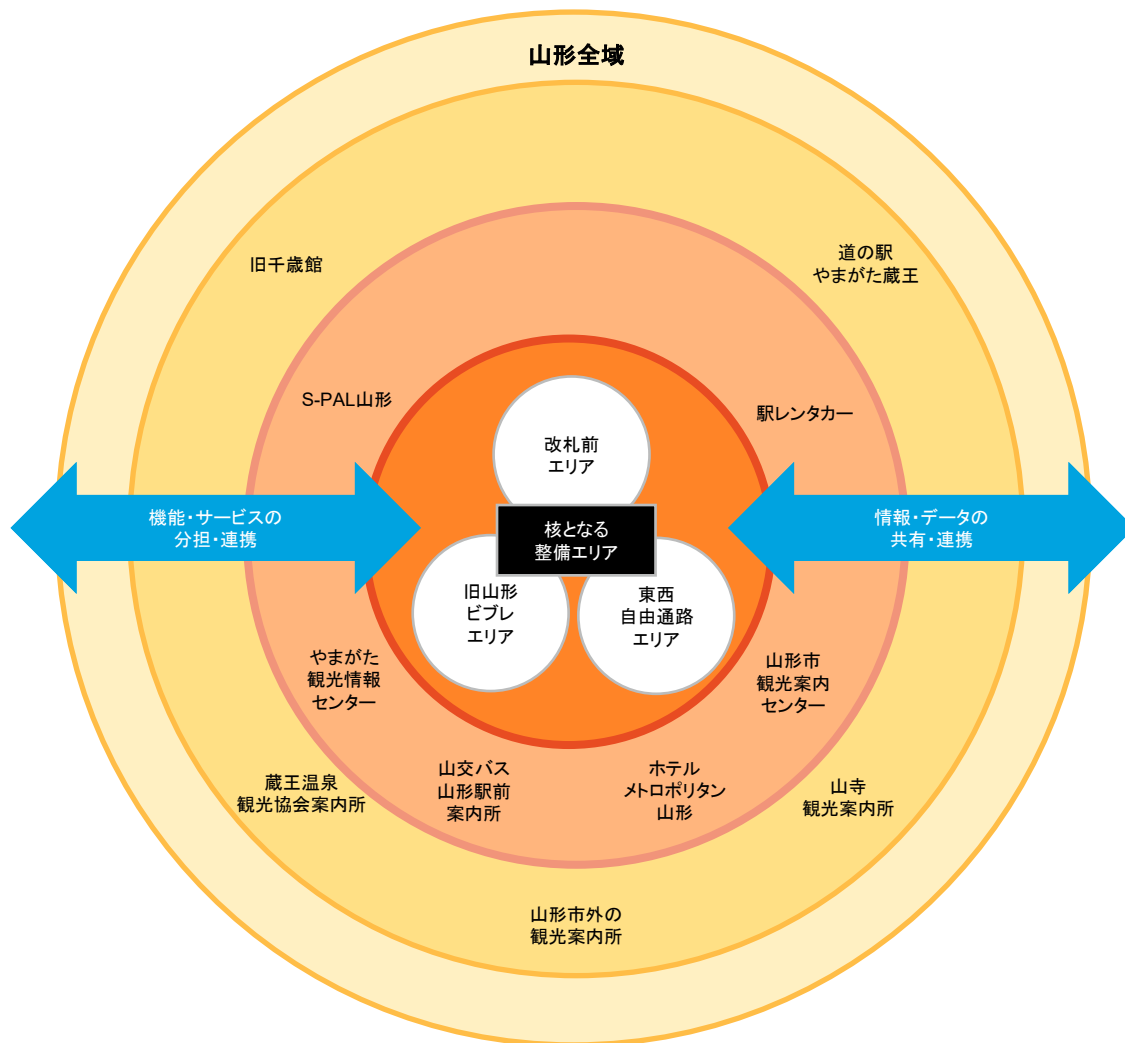 山形全域
旧千歳館
道の駅
やまがた蔵王
S-PAL山形
駅レンタカー
改札前
エリア
機能・サービスの
分担・連携
核となる
整備エリア
情報・データの
共有・連携
旧山形
ビブレ
エリア
東西
自由通路
エリア
やまがた
観光情報
センター
山形市
観光案内
センター
蔵王温泉
観光協会案内所
山交バス
山形駅前
案内所
ホテル
メトロポリタン
山形
山寺
観光案内所
山形市外の
観光案内所